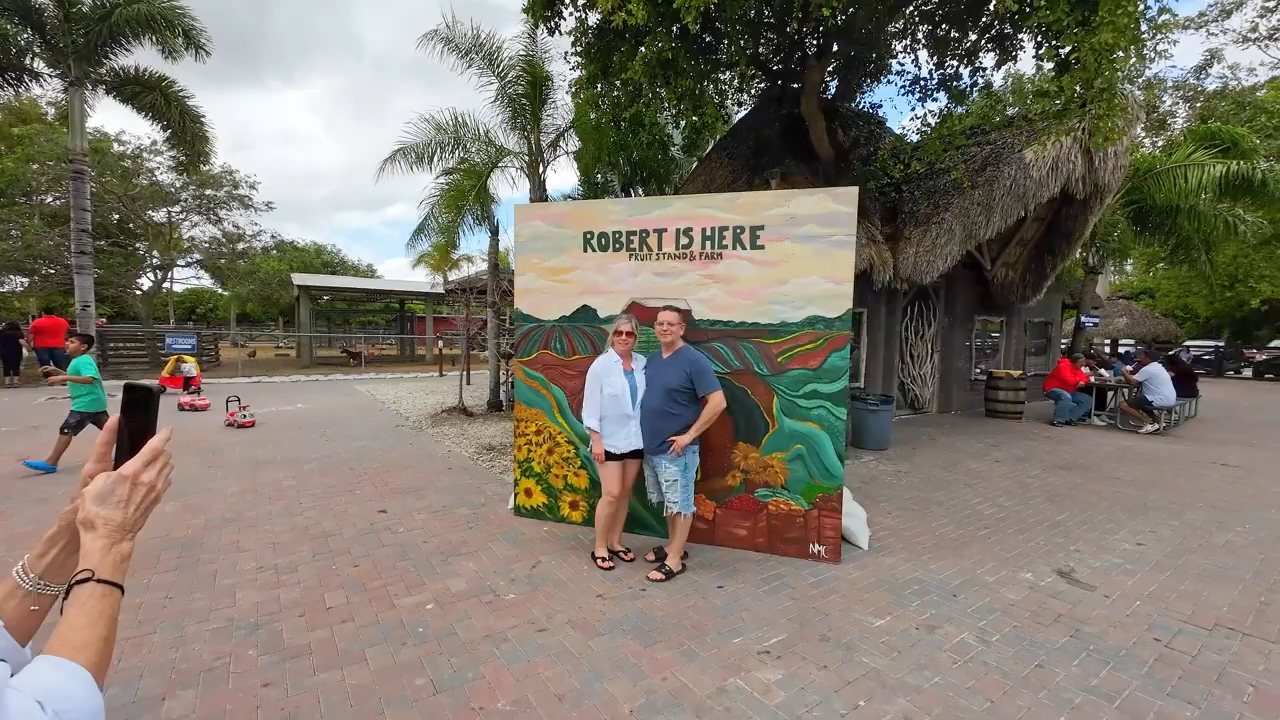 ROBERT IS HERE
FRUIT STAND & FARM
RESTROOMS
NMC